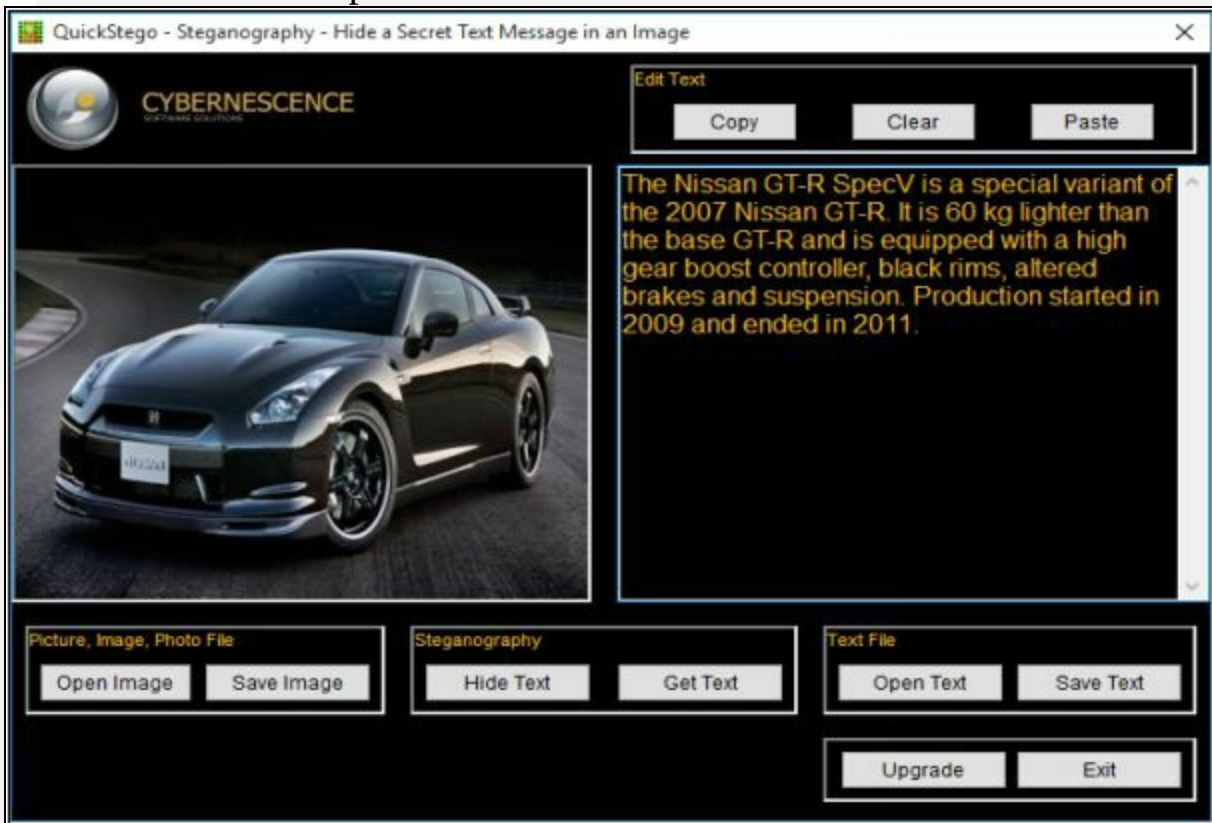 QuickStego - Steganography - Hide a Secret Text Message in an Image
CYBERNESCENCE
SOFTWARE SOLUTIONS
Edit Text
Copy Clear Paste
The Nissan GT-R SpecV is a special variant of
the 2007 Nissan GT-R. It is 60 kg lighter than
the base GT-R and is equipped with a high
gear boost controller, black rims, altered
brakes and suspension. Production started in
2009 and ended in 2011.
Picture, Image, Photo File
Open Image Save Image
Steganography
Hide Text Get Text
Text File
Open Text Save Text
Upgrade Exit